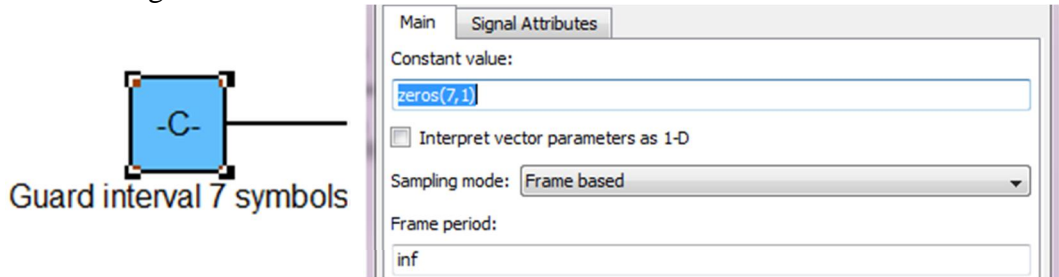 -C-
Guard interval 7 symbols
Main Signal Attributes
Constant value:
zeros(7,1)
Interpret vector parameters as 1-D
Sampling mode: Frame based
Frame period:
inf